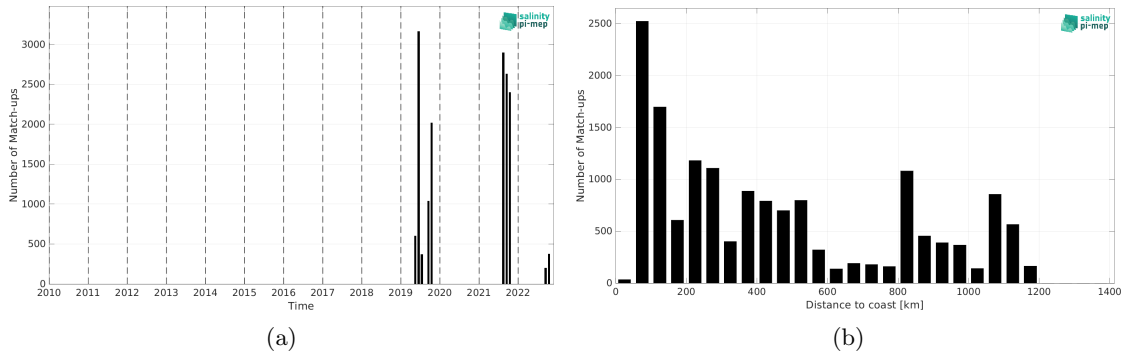 salinity
pi-mep
Number of Match-ups
3000
2500
2000
1500
1000
500
0
2010 2011 2012 2013 2014 2015 2016 2017 2018 2019 2020 2021 2022
Time
(a)
salinity
pi-mep
Number of Match-ups
2500
2000
1500
1000
500
0
0 200 400 600 800 1000 1200 1400
Distance to coast [km]
(b)